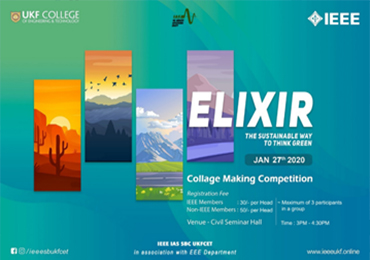 UKF COLLEGE
OF ENGINEERING & TECHNOLOGY
IEEE
ELIXIR
THE SUSTAINABLE WAY
TO THINK GREEN
JAN 27th 2020
Collage Making Competition
Registration Fee
IEEE Members : 30/- per Head
Non-IEEE Members : 50/- per Head
• Maximum of 3 participants
in a group
Venue - Civil Seminar Hall
Time : 3PM - 4:30PM
IEEE IAS SBC UKFCET
/ieeesbukfcet
In association with EEE Department
www.ieeeukf.online